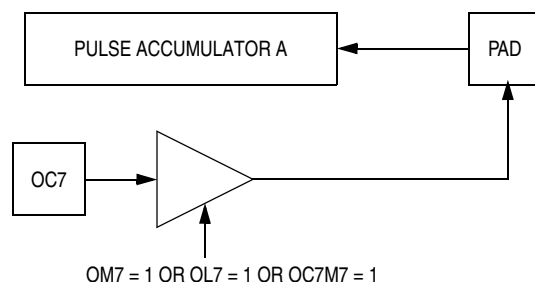 PULSE ACCUMULATOR A
PAD
OC7
OM7 = 1 OR OL7 = 1 OR OC7M7 = 1